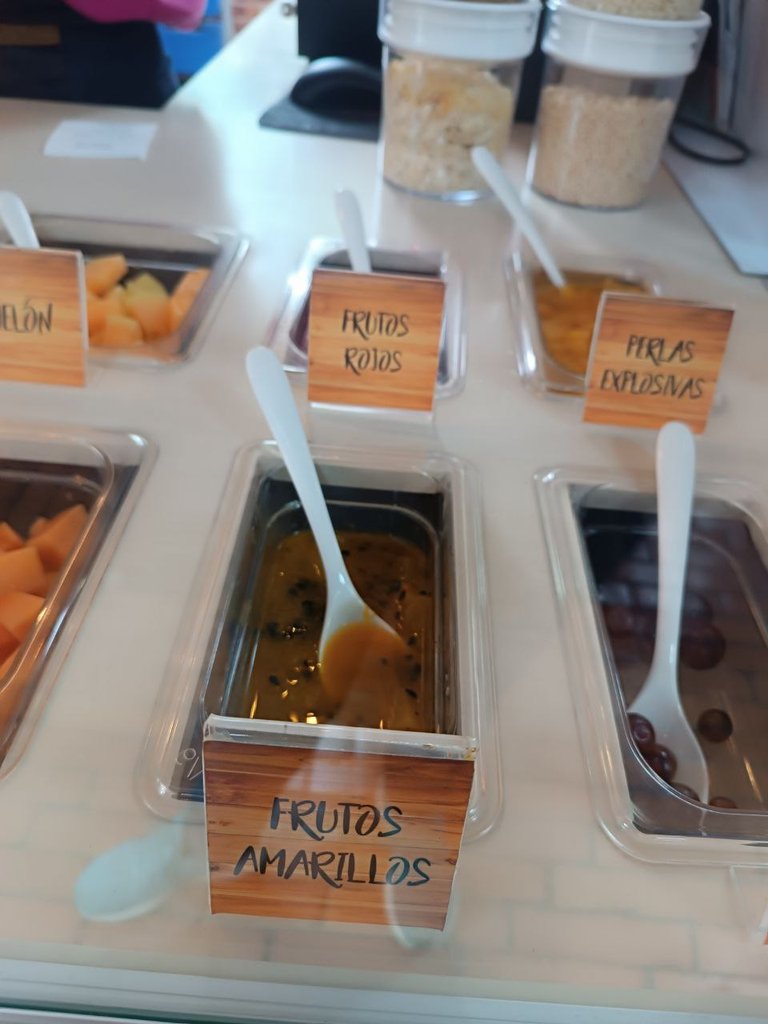 ELÓN
FRUTOS
ROJOS
PERLAS
EXPLOSIVAS
FRUTOS
AMARILLOS